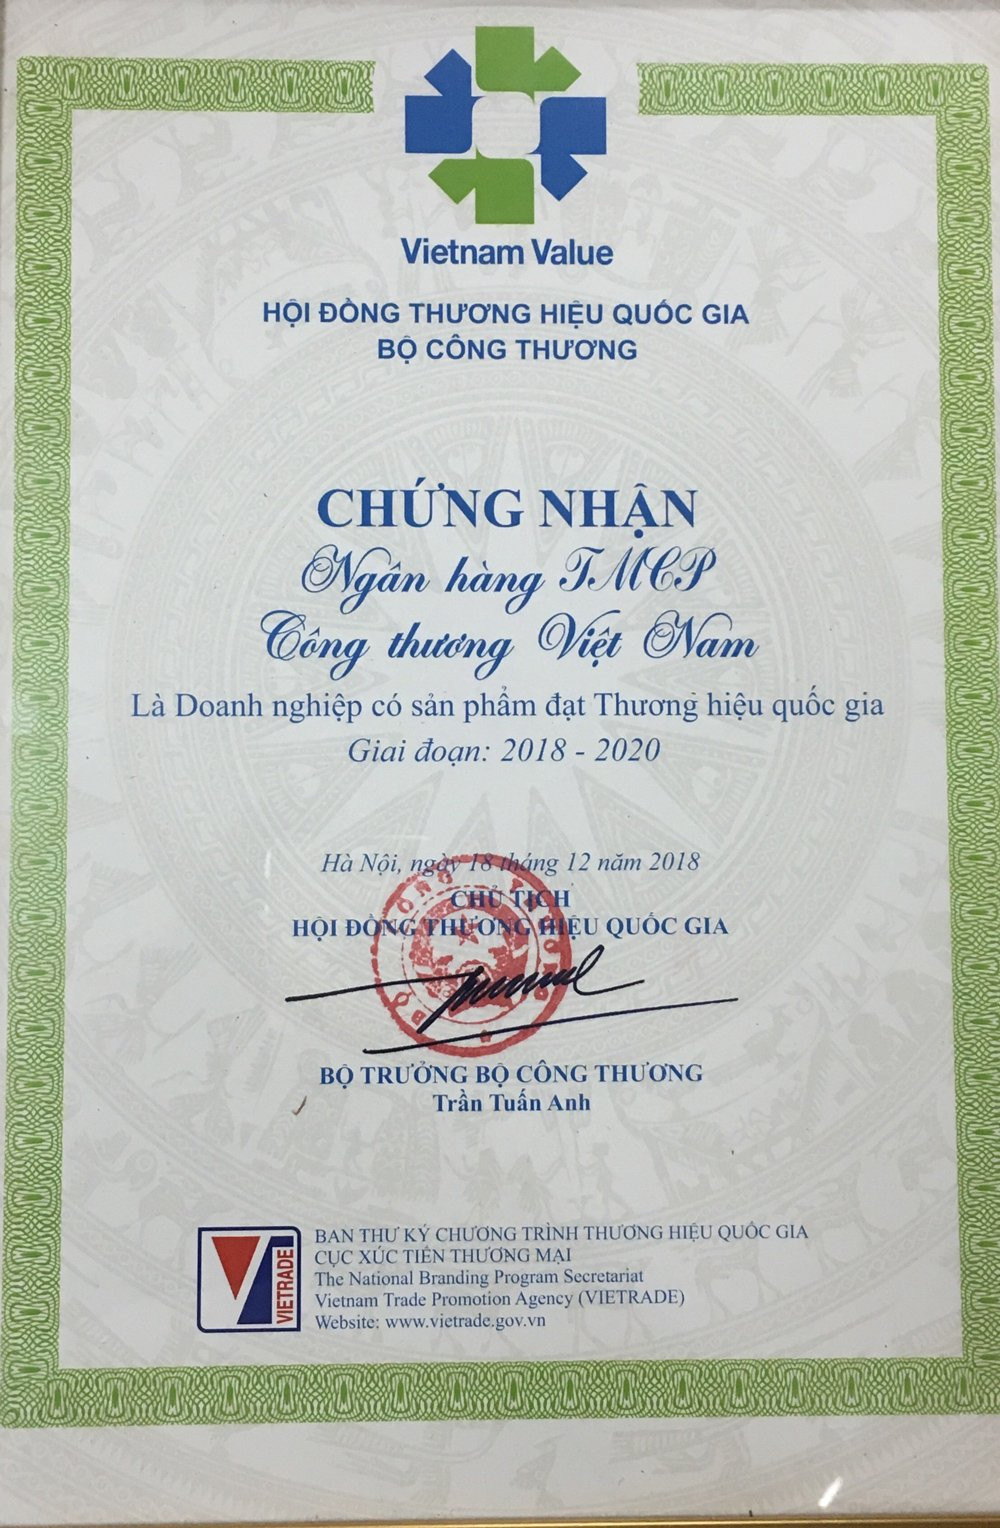 Vietnam Value
HỘI ĐỒNG THƯƠNG HIỆU QUỐC GIA
BỘ CÔNG THƯƠNG
CHỨNG NHẬN
Ngân hàng TMCP
Công thương Việt Nam
Là Doanh nghiệp có sản phẩm đạt Thương hiệu quốc gia
Giai đoạn: 2018 - 2020
Hà Nội, ngày 18 tháng 12 năm 2018
CHỦ TỊCH
HỘI ĐỒNG THƯƠNG HIỆU QUỐC GIA
BỘ CÔNG THƯƠNG
BỘ TRƯỞNG BỘ CÔNG THƯƠNG
Trần Tuấn Anh
VIETRADE
BAN THƯ KÝ CHƯƠNG TRÌNH THƯƠNG HIỆU QUỐC GIA
CỤC XÚC TIẾN THƯƠNG MẠI
The National Branding Program Secretariat
Vietnam Trade Promotion Agency (VIETRADE)
Website: www.vietrade.gov.vn